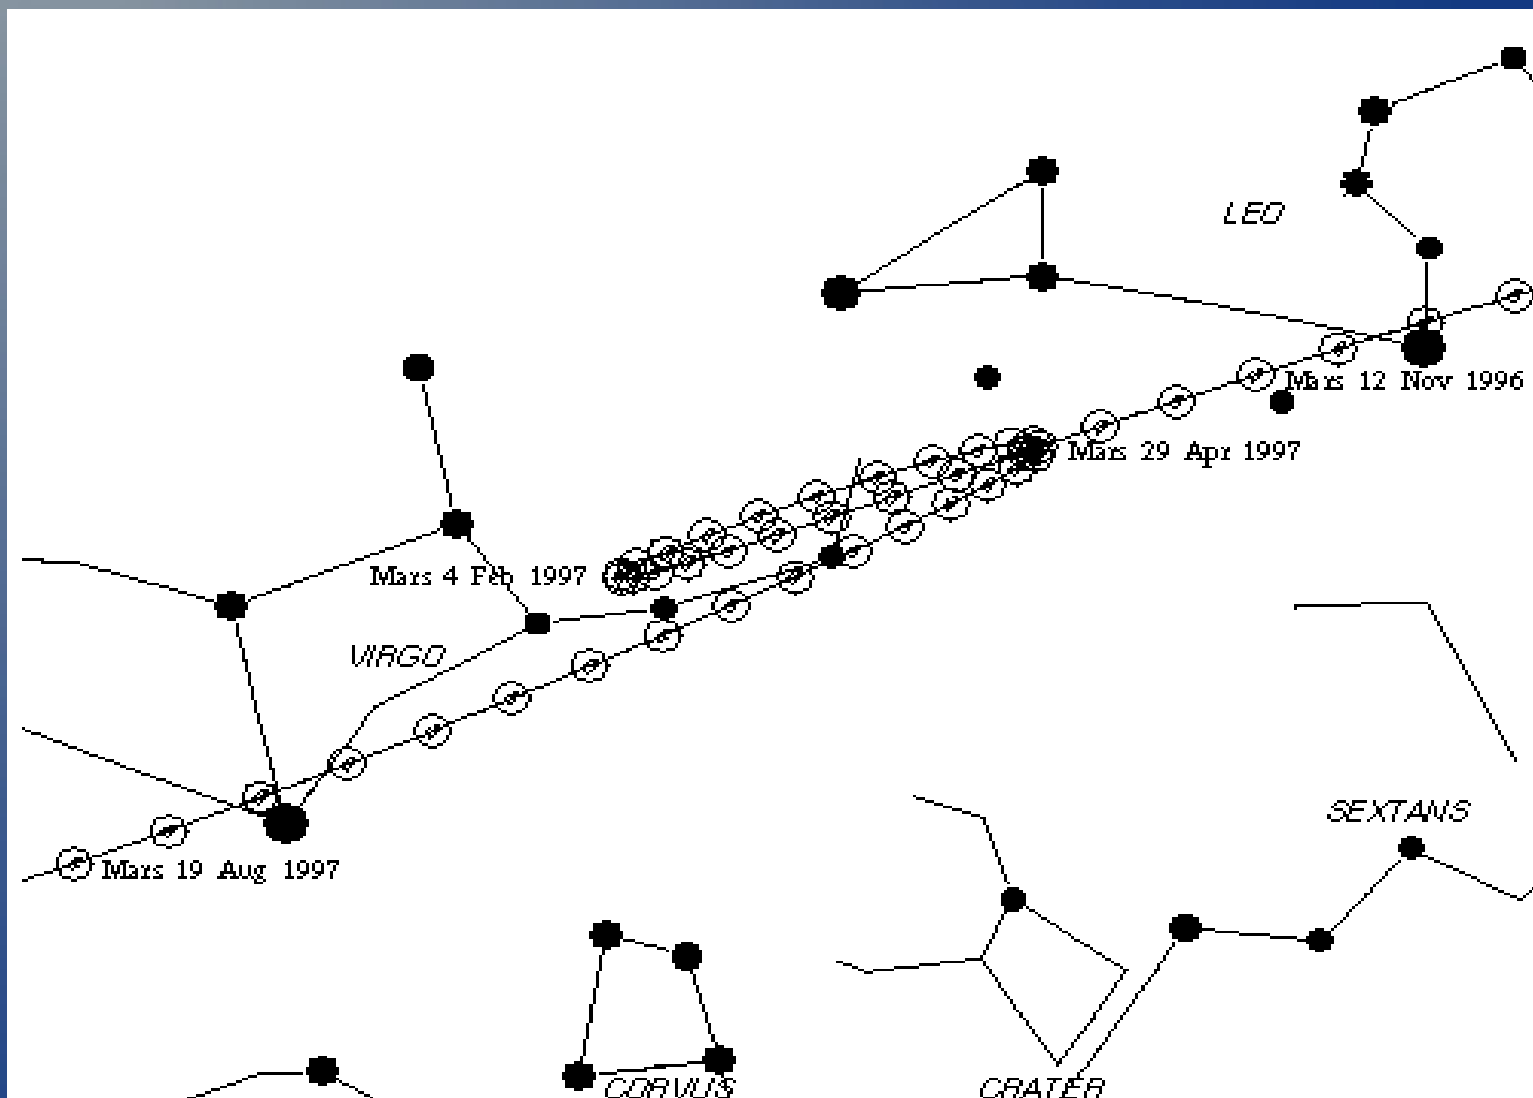 LEO
Mars 12 Nov 1996
Mars 29 Apr 1997
Mars 4 Feb 1997
VIRGO
SEXTANS
Mars 19 Aug 1997
CORVUS
CRATER